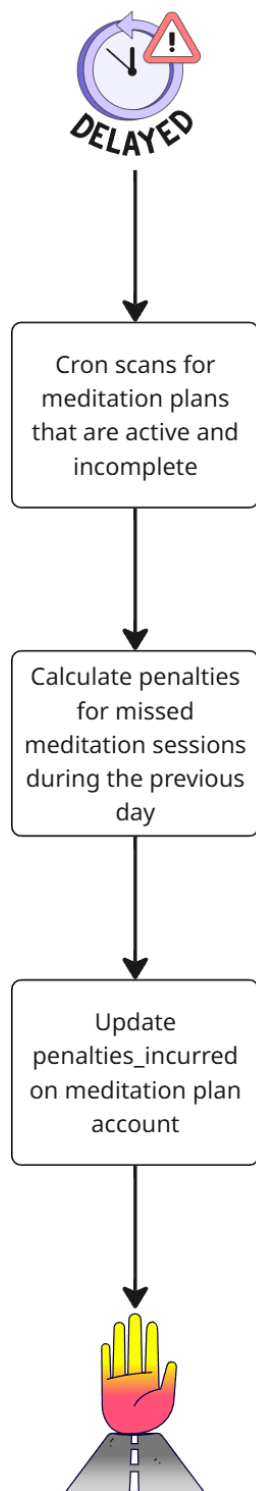 DELAYED
Cron scans for
meditation plans
that are active and
incomplete
Calculate penalties
for missed
meditation sessions
during the previous
day
Update
penalties_incurred
on meditation plan
account